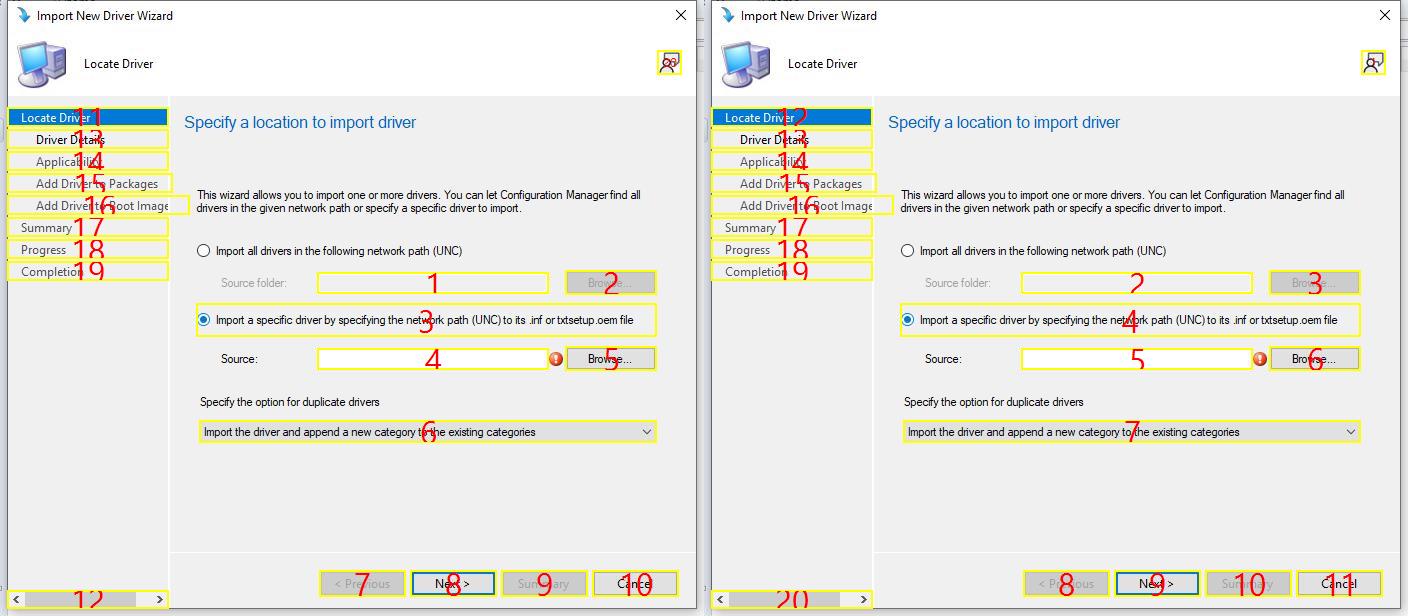 Import New Driver Wizard
Locate Driver
Locate Driver 11
Driver Details 13
Applicability 14
Add Driver to Packages 15
Add Driver to Boot Image 16
Summary 17
Progress 18
Completion 19
12
Specify a location to import driver
This wizard allows you to import one or more drivers. You can let Configuration Manager find all
drivers in the given network path or specify a specific driver to import.
Import all drivers in the following network path (UNC)
Source folder: 1 Browse... 2
Import a specific driver by specifying the network path (UNC) to its .inf or txtsetup.oem file 3
Source: 4 Browse... 5
Specify the option for duplicate drivers
Import the driver and append a new category to the existing categories 6
< Previous 7 Next > 8 Summary 9 Cancel 10
Import New Driver Wizard
Locate Driver
Locate Driver 12
Driver Details 13
Applicability 14
Add Driver to Packages 15
Add Driver to Boot Image 16
Summary 17
Progress 18
Completion 19
20
Specify a location to import driver
This wizard allows you to import one or more drivers. You can let Configuration Manager find all
drivers in the given network path or specify a specific driver to import.
Import all drivers in the following network path (UNC)
Source folder: 2 Browse... 3
Import a specific driver by specifying the network path (UNC) to its .inf or txtsetup.oem file 4
Source: 5 Browse... 6
Specify the option for duplicate drivers
Import the driver and append a new category to the existing categories 7
< Previous 8 Next > 9 Summary 10 Cancel 11